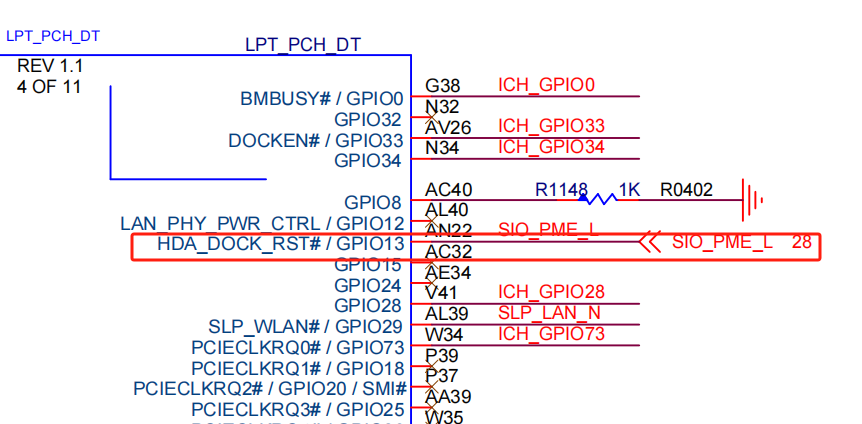 LPT_PCH_DT
LPT_PCH_DT
REV 1.1
4 OF 11
BMBUSY# / GPIO0 G38 ICH_GPIO0
GPIO32 N32
DOCKEN# / GPIO33 AV26 ICH_GPIO33
GPIO34 N34 ICH_GPIO34
GPIO8 AC40 R1148 1K R0402
LAN_PHY_PWR_CTRL / GPIO12 AL40
HDA_DOCK_RST# / GPIO13 AN22 SIO_PME_L SIO_PME_L 28
GPIO15 AC32
GPIO24 AE34
GPIO28 V41 ICH_GPIO28
SLP_WLAN# / GPIO29 AL39 SLP_LAN_N
PCIECLKRQ0# / GPIO73 W34 ICH_GPIO73
PCIECLKRQ1# / GPIO18 P39
PCIECLKRQ2# / GPIO20 / SMI# P37
PCIECLKRQ3# / GPIO25 AA39
W35